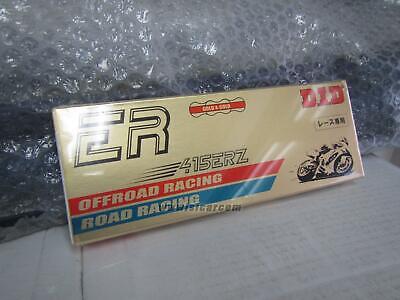 GOLD & GOLD
D.I.D
レース専用
ER
415ERZ
OFFROAD RACING
ROAD RACING